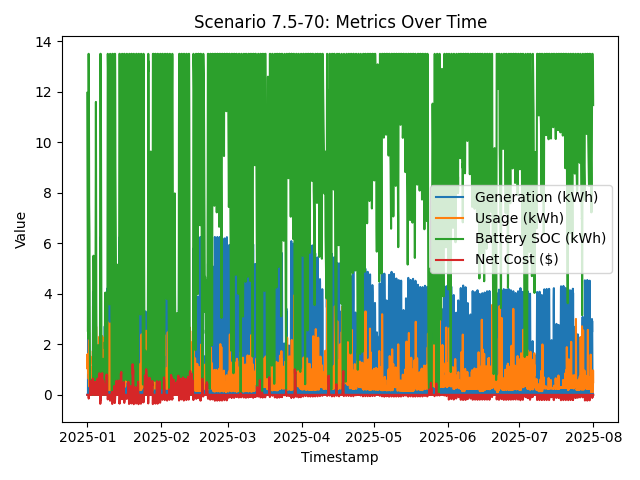 Scenario 7.5-70: Metrics Over Time
14
12
10
8
6
4
2
0
Value
Generation (kWh)
Usage (kWh)
Battery SOC (kWh)
Net Cost ($)
2025-01 2025-02 2025-03 2025-04 2025-05 2025-06 2025-07 2025-08
Timestamp